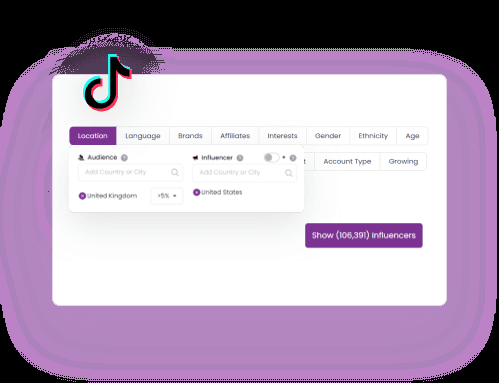 Location Language Brands Affiliates Interests Gender Ethnicity Age
Audience ? Influencer ? ?
Account Type Growing
Add Country or City Add Country or City
United Kingdom >5% United States
Show (106,391) Influencers